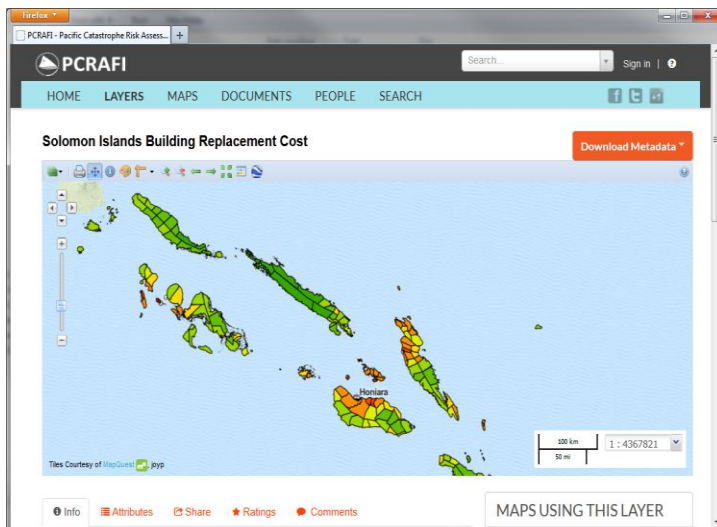 Firefox
PCRAFI - Pacific Catastrophe Risk Assess...
PCRAFI
Search...
Sign in |
HOME LAYERS MAPS DOCUMENTS PEOPLE SEARCH
Solomon Islands Building Replacement Cost
Download Metadata
Honiara
100 km
50 mi
1 : 4367821
Tiles Courtesy of MapQuest , joyp
Info Attributes Share Ratings Comments
MAPS USING THIS LAYER